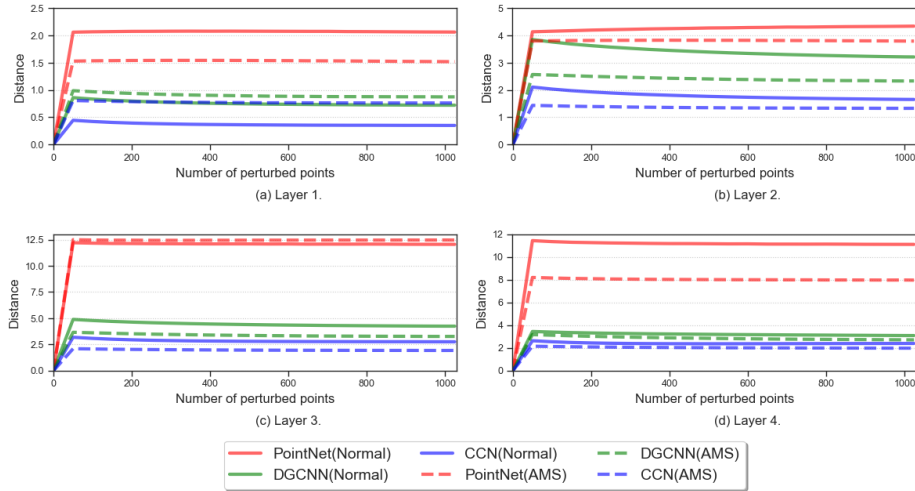 2.5
2.0
1.5
1.0
0.5
0.0
Distance
0 200 400 600 800 1000
Number of perturbed points
(a) Layer 1.
5
4
3
2
1
0
Distance
0 200 400 600 800 1000
Number of perturbed points
(b) Layer 2.
12.5
10.0
7.5
5.0
2.5
0.0
Distance
0 200 400 600 800 1000
Number of perturbed points
(c) Layer 3.
12
10
8
6
4
2
0
Distance
0 200 400 600 800 1000
Number of perturbed points
(d) Layer 4.
PointNet(Normal) CCN(Normal) DGCNN(AMS)
DGCNN(Normal) PointNet(AMS) CCN(AMS)